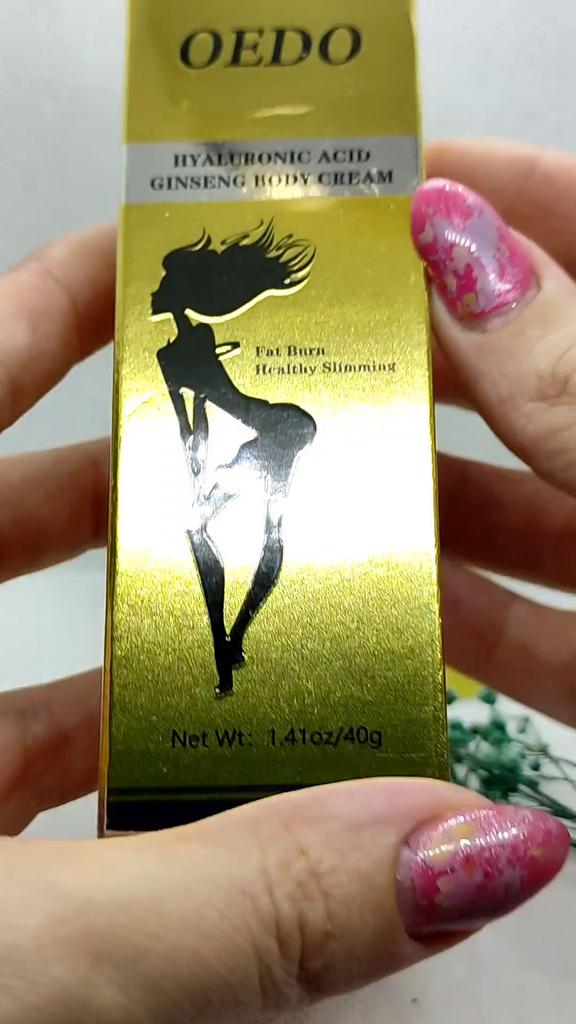 OEDO
HYALURONIC ACID
GINSENG BODY CREAM
Fat Burn
Healthy Slimming
Net Wt: 1.41oz/40g